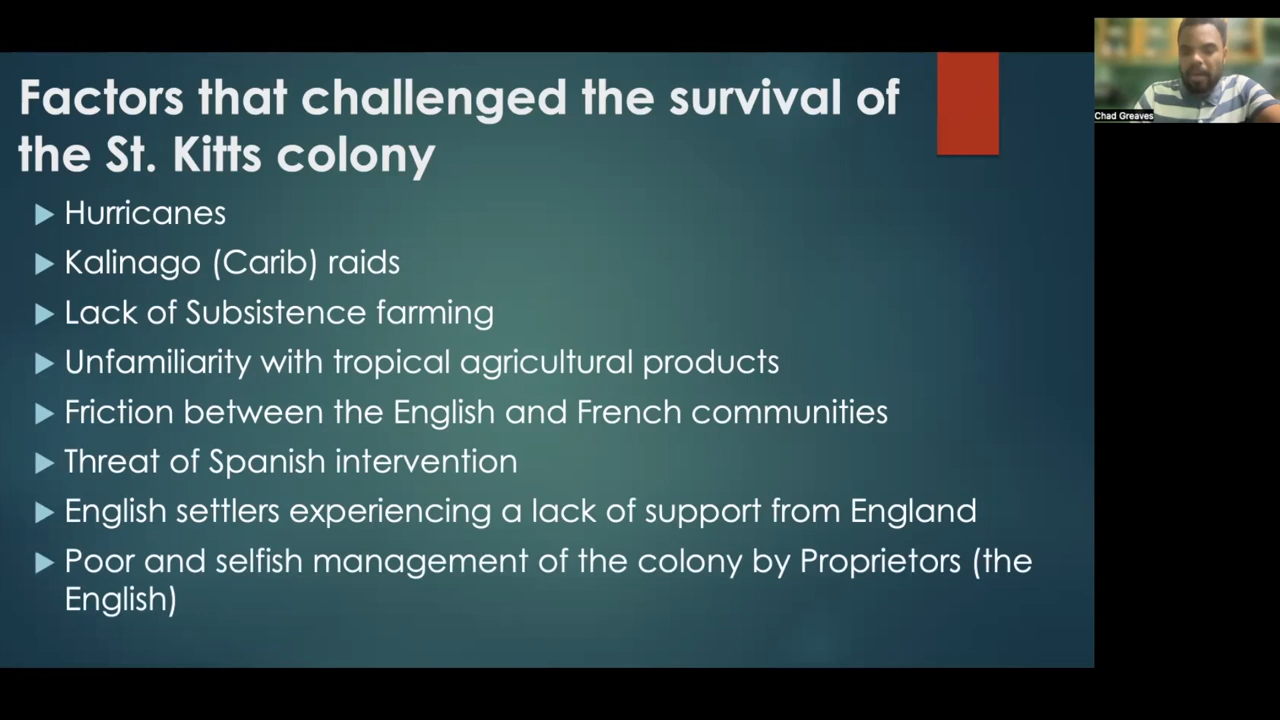 Factors that challenged the survival of
the St. Kitts colony
Hurricanes
Kalinago (Carib) raids
Lack of Subsistence farming
Unfamiliarity with tropical agricultural products
Friction between the English and French communities
Threat of Spanish intervention
English settlers experiencing a lack of support from England
Poor and selfish management of the colony by Proprietors (the
English)
Chad Greaves